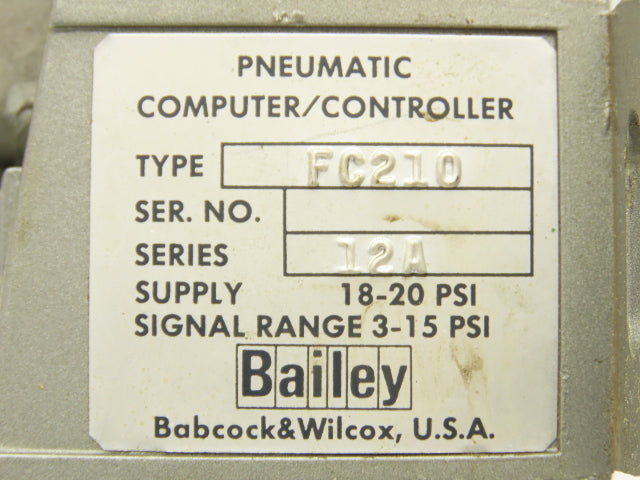 PNEUMATIC
COMPUTER/CONTROLLER
TYPE FC210
SER. NO.
SERIES 12A
SUPPLY 18-20 PSI
SIGNAL RANGE 3-15 PSI
Bailey
Babcock&Wilcox, U.S.A.